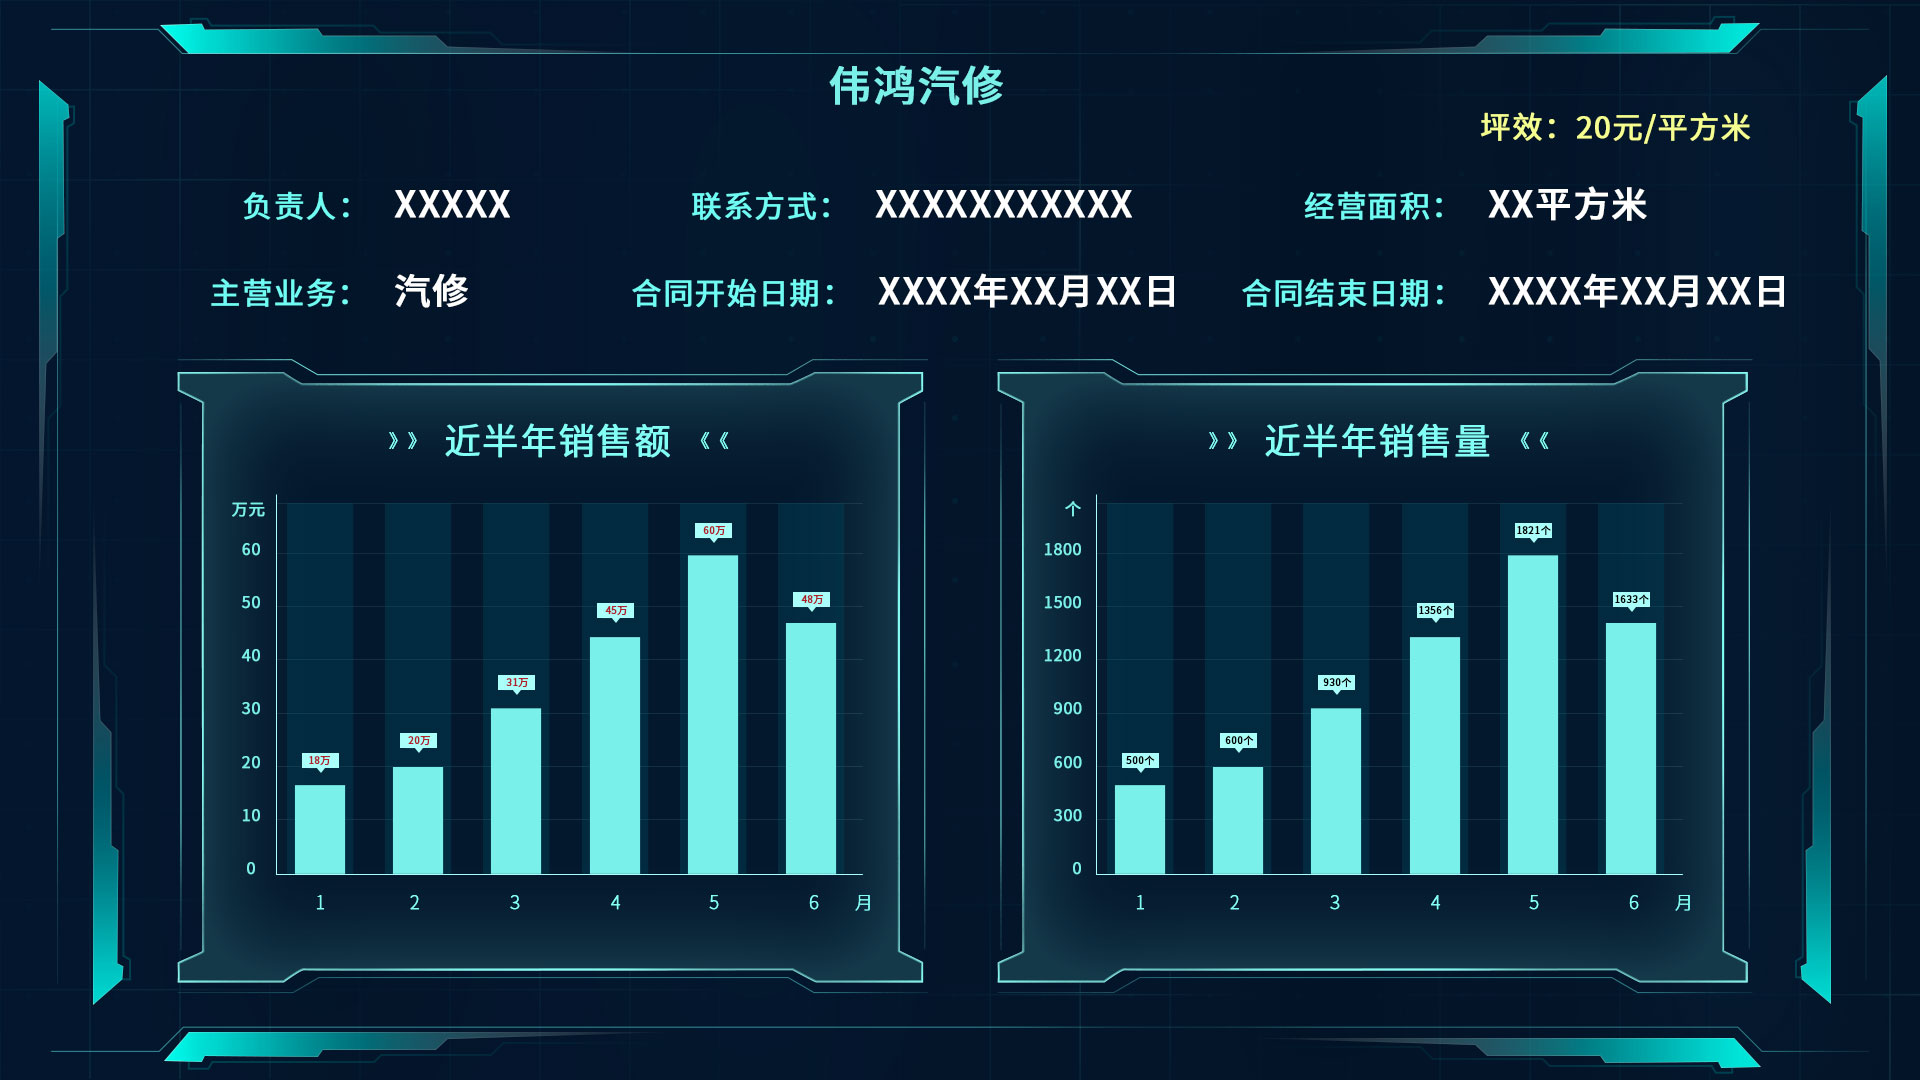 伟鸿汽修
坪效：20元/平方米
负责人： XXXXX 联系方式： XXXXXXXXXXX 经营面积： XX平方米
主营业务： 汽修 合同开始日期： XXXX年XX月XX日 合同结束日期： XXXX年XX月XX日
》》 近半年销售额 《《
万元
60
50
40
30
20
10
0
18万
20万
31万
45万
60万
48万
1 2 3 4 5 6 月
》》 近半年销售量 《《
个
1800
1500
1200
900
600
300
0
500个
600个
930个
1356个
1821个
1633个
1 2 3 4 5 6 月